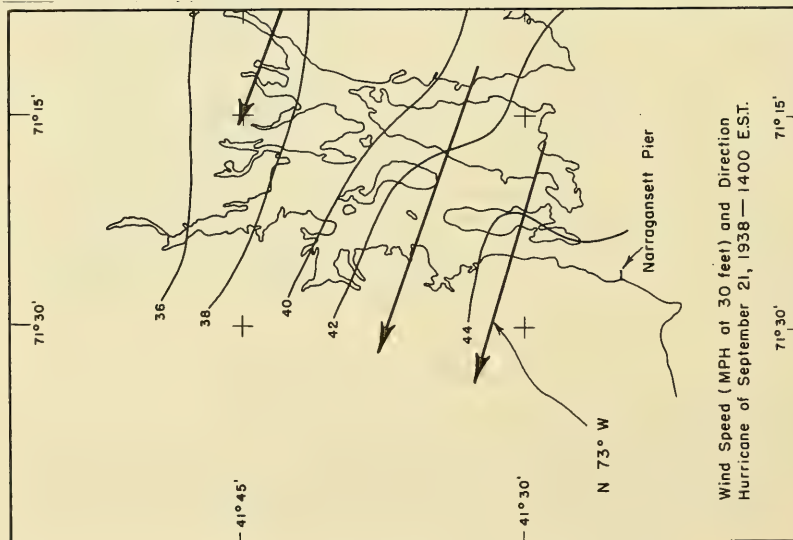 71° 15'
71° 30'
36
38
40
42
44
41° 45'
41° 30'
N 73° W
Narragansett Pier
71° 15'
71° 30'
Wind Speed (MPH at 30 feet) and Direction
Hurricane of September 21, 1938 — 1400 E.S.T.